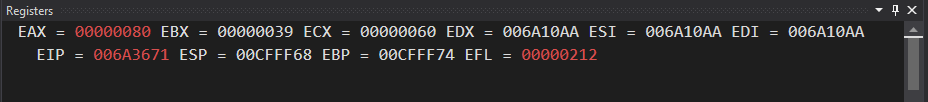 Registers
EAX = 00000080 EBX = 00000039 ECX = 00000060 EDX = 006A10AA ESI = 006A10AA EDI = 006A10AA
EIP = 006A3671 ESP = 00CFFF68 EBP = 00CFFF74 EFL = 00000212